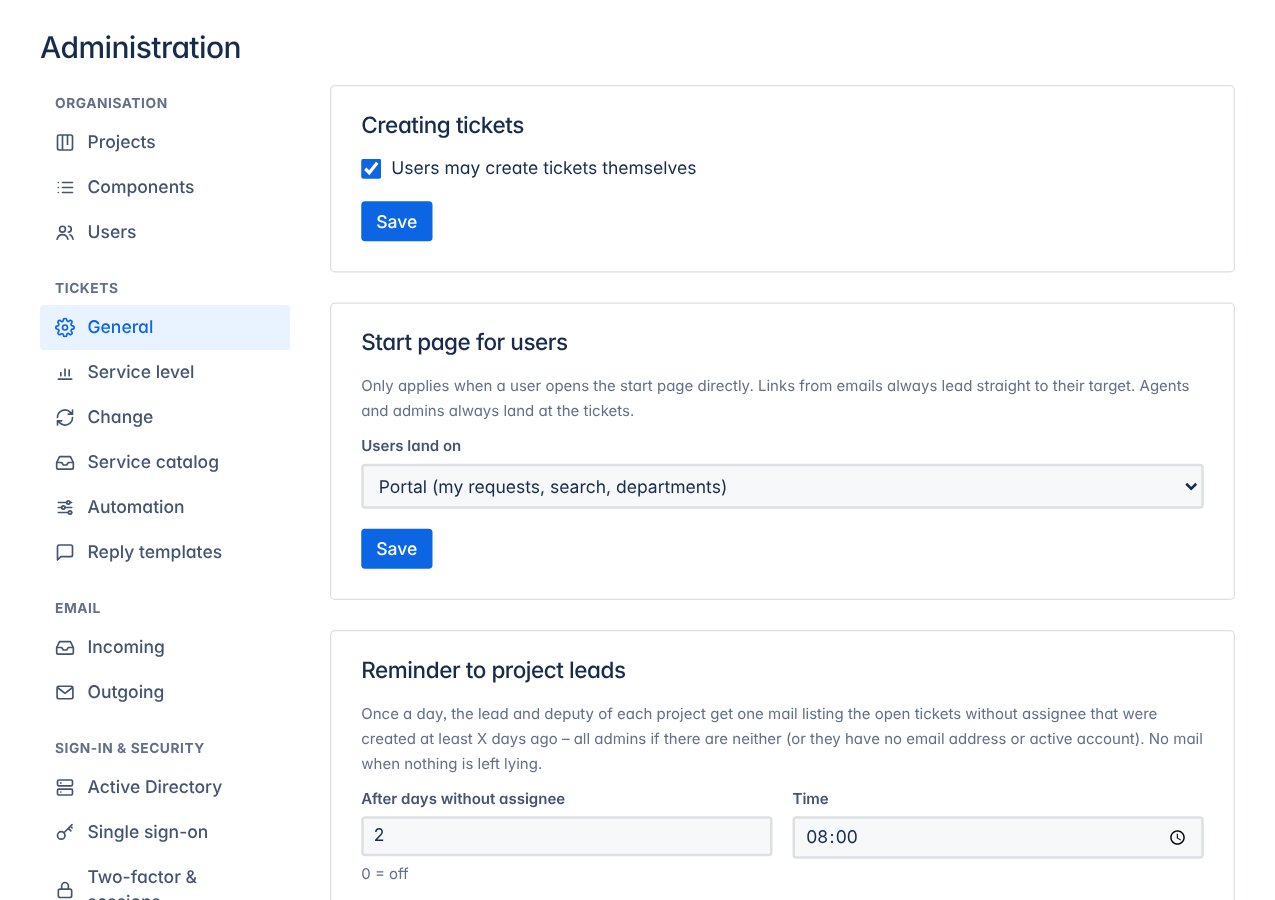 Administration
ORGANISATION
Projects
Components
Users
TICKETS
General
Service level
Change
Service catalog
Automation
Reply templates
EMAIL
Incoming
Outgoing
SIGN-IN & SECURITY
Active Directory
Single sign-on
Two-factor &
sessions
Creating tickets
Users may create tickets themselves
Save
Start page for users
Only applies when a user opens the start page directly. Links from emails always lead straight to their target. Agents
and admins always land at the tickets.
Users land on
Portal (my requests, search, departments)
Save
Reminder to project leads
Once a day, the lead and deputy of each project get one mail listing the open tickets without assignee that were
created at least X days ago – all admins if there are neither (or they have no email address or active account). No mail
when nothing is left lying.
After days without assignee
Time
2
08:00
0 = off